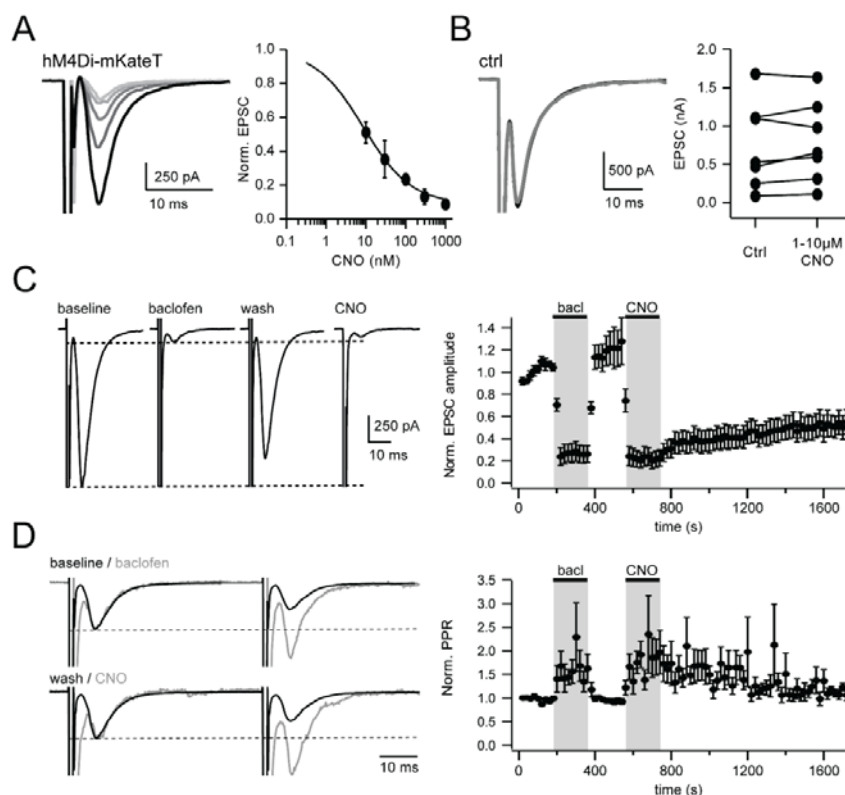 A
hM4Di-mKateT
250 pA
10 ms
Norm. EPSC
1.0
0.8
0.6
0.4
0.2
0.0
0.1 1 10 100 1000
CNO (nM)
B
ctrl
500 pA
10 ms
EPSC (nA)
2.0
1.5
1.0
0.5
0.0
Ctrl
1-10µM
CNO
C
baseline baclofen wash CNO
250 pA
10 ms
Norm. EPSC amplitude
bacl CNO
1.4
1.2
1.0
0.8
0.6
0.4
0.2
0.0
0 400 800 1200 1600
time (s)
D
baseline / baclofen
wash / CNO
10 ms
Norm. PPR
bacl CNO
3.5
3.0
2.5
2.0
1.5
1.0
0.5
0.0
0 400 800 1200 1600
time (s)